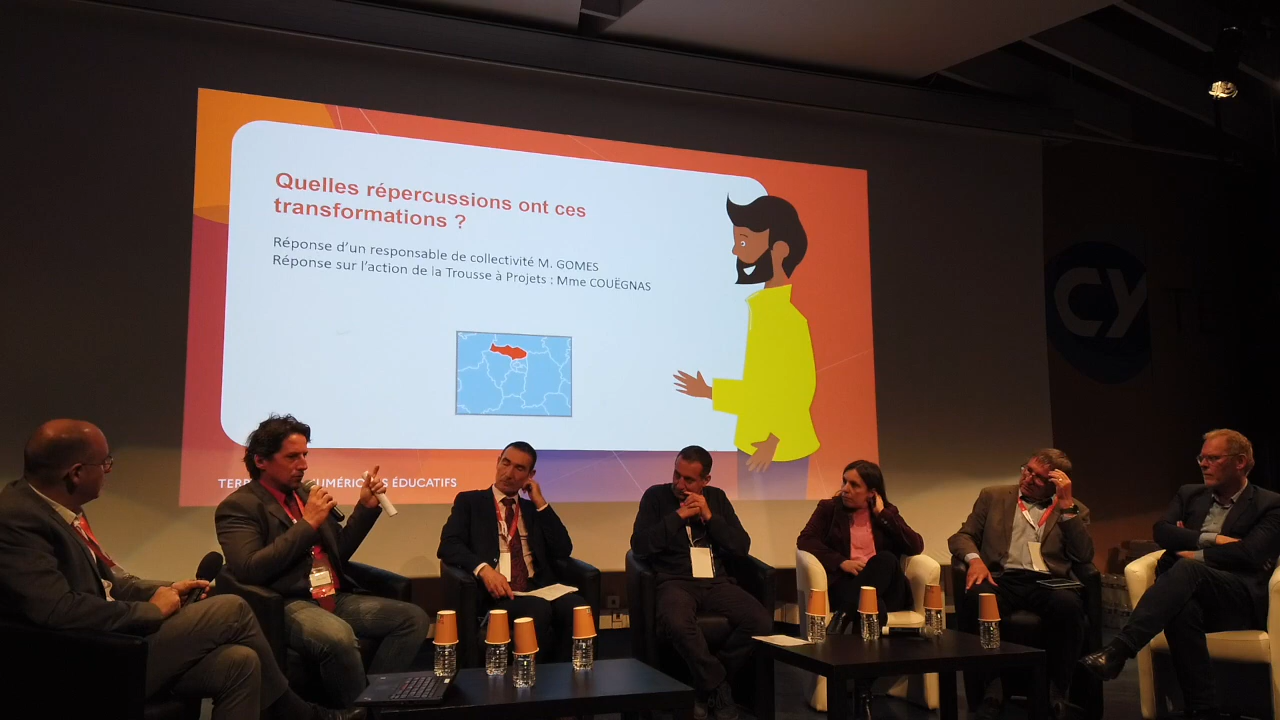 Quelles répercussions ont ces
transformations ?
Réponse d'un responsable de collectivité M. GOMES
Réponse sur l'action de la Trousse à Projets : Mme COUËGNAS
ÉDUCATIFS
CY